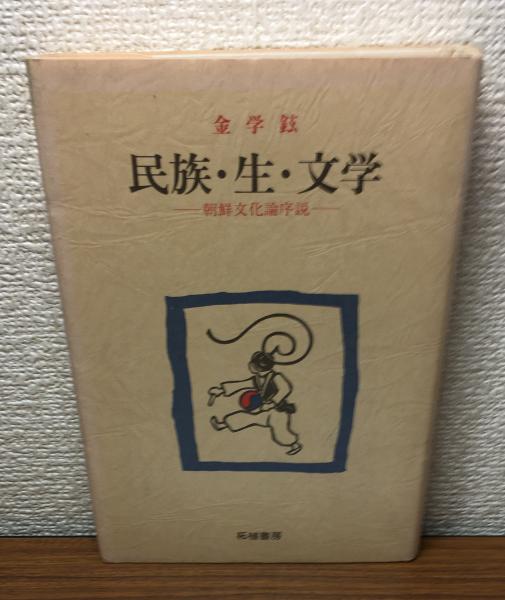 金学鉉
民族・生・文学
―朝鮮文化論序説―
柘植書房